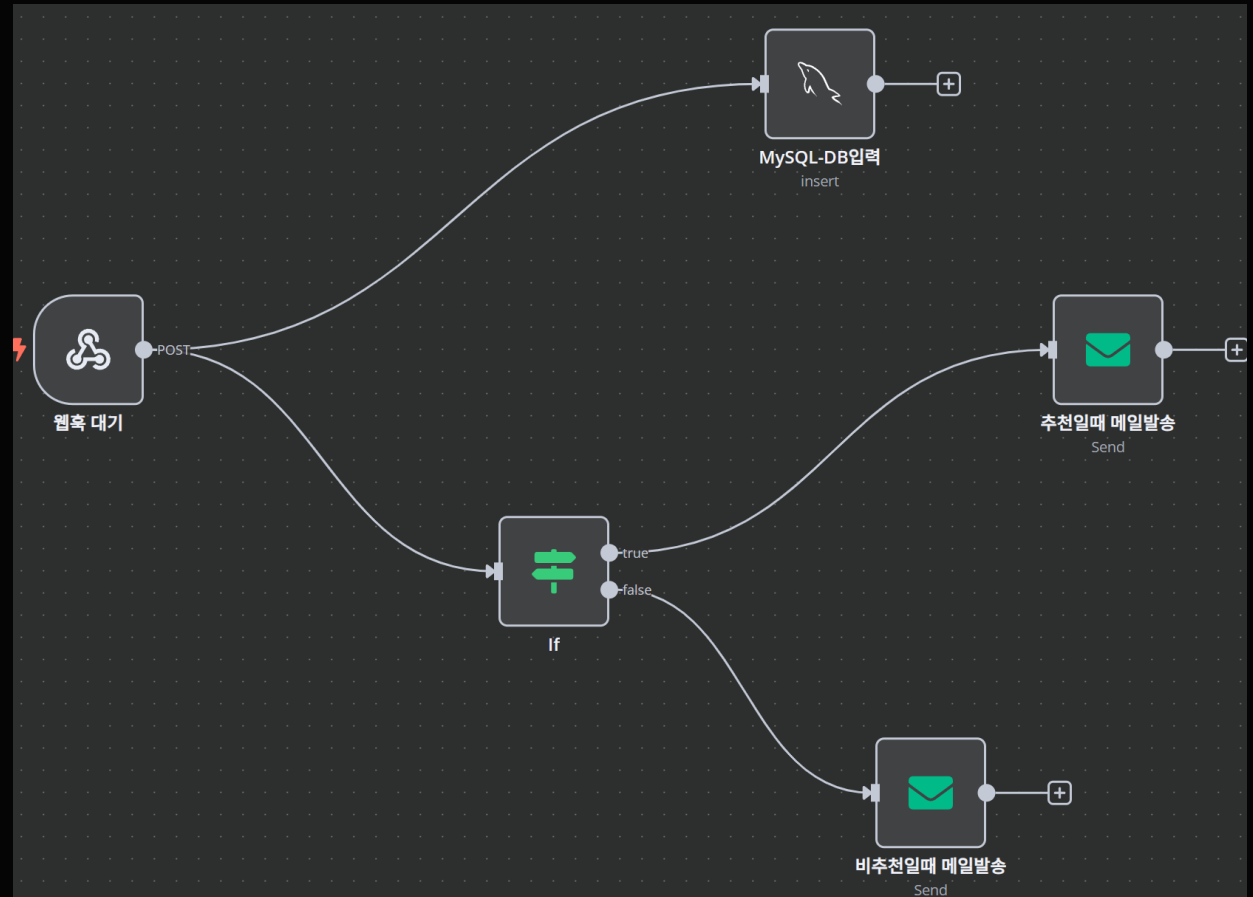 MySQL-DB입력
insert
POST
웹훅 대기
추천일때 메일발송
Send
true
false
If
비추천일때 메일발송
Send